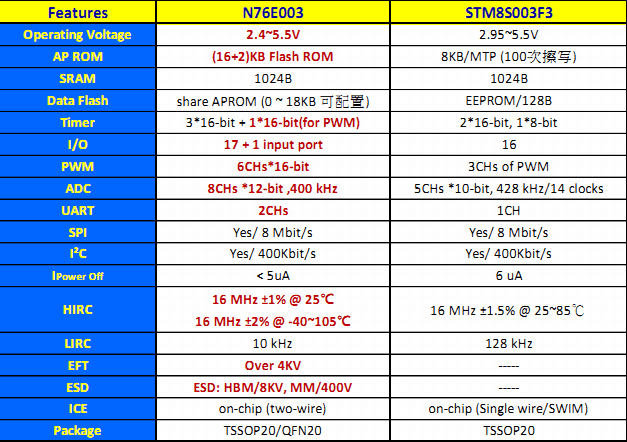 Features N76E003 STM8S003F3
Operating Voltage 2.4~5.5V 2.95~5.5V
AP ROM (16+2)KB Flash ROM 8KB/MTP (100次擦写)
SRAM 1024B 1024B
Data Flash share APROM (0 ~ 18KB 可配置) EEPROM/128B
Timer 3*16-bit + 1*16-bit(for PWM) 2*16-bit, 1*8-bit
I/O 17 + 1 input port 16
PWM 6CHs*16-bit 3CHs of PWM
ADC 8CHs *12-bit ,400 kHz 5CHs *10-bit, 428 kHz/14 clocks
UART 2CHs 1CH
SPI Yes/ 8 Mbit/s Yes/ 8 Mbit/s
I²C Yes/ 400Kbit/s Yes/ 400Kbit/s
IPower Off < 5uA 6 uA
HIRC 16 MHz ±1% @ 25℃ 16 MHz ±1.5% @ 25~85℃
16 MHz ±2% @ -40~105℃
LIRC 10 kHz 128 kHz
EFT Over 4KV -----
ESD ESD: HBM/8KV, MM/400V -----
ICE on-chip (two-wire) on-chip (Single wire/SWIM)
Package TSSOP20/QFN20 TSSOP20